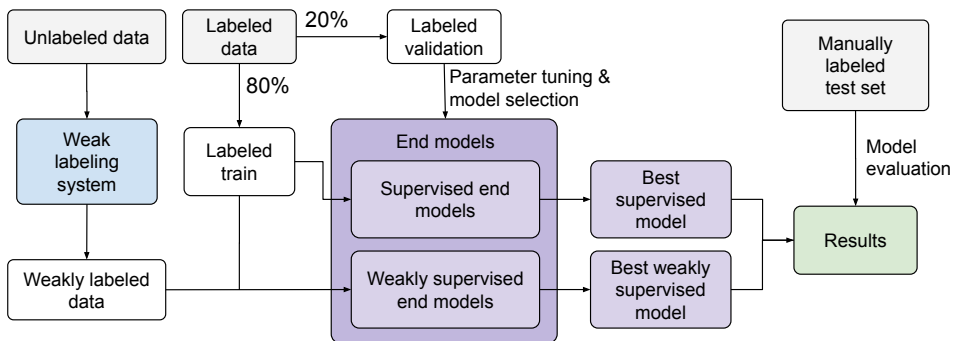 Unlabeled data
Labeled
data
20%
Labeled
validation
Manually
labeled
test set
80%
Parameter tuning &
model selection
Weak
labeling
system
Labeled
train
End models
Supervised end
models
Best
supervised
model
Model
evaluation
Results
Weakly labeled
data
Weakly supervised
end models
Best weakly
supervised
model